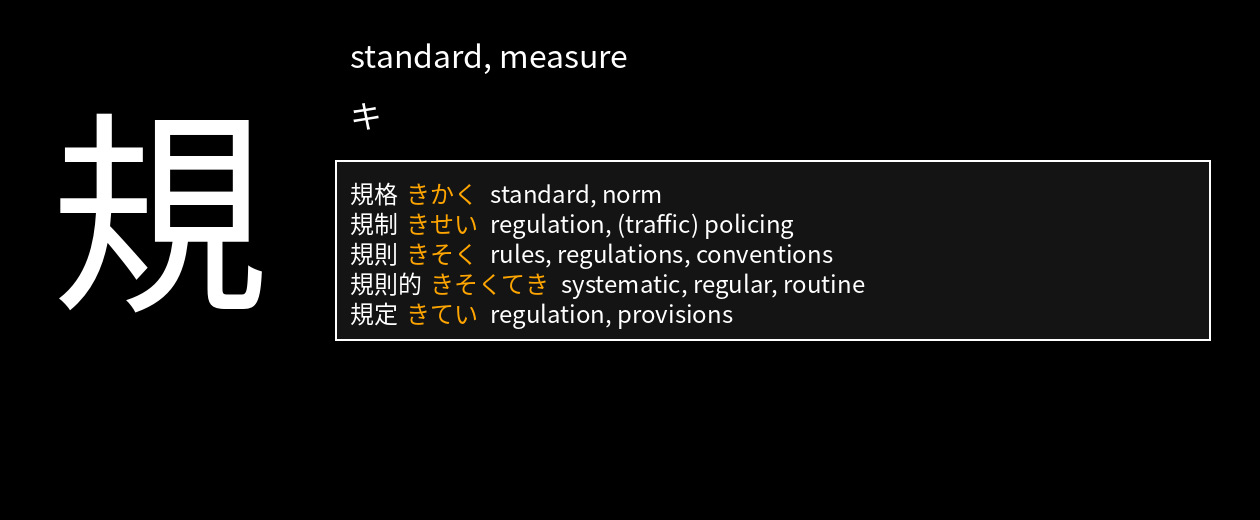 規
standard, measure
キ
規格 きかく standard, norm
規制 きせい regulation, (traffic) policing
規則 きそく rules, regulations, conventions
規則的 きそくてき systematic, regular, routine
規定 きてい regulation, provisions